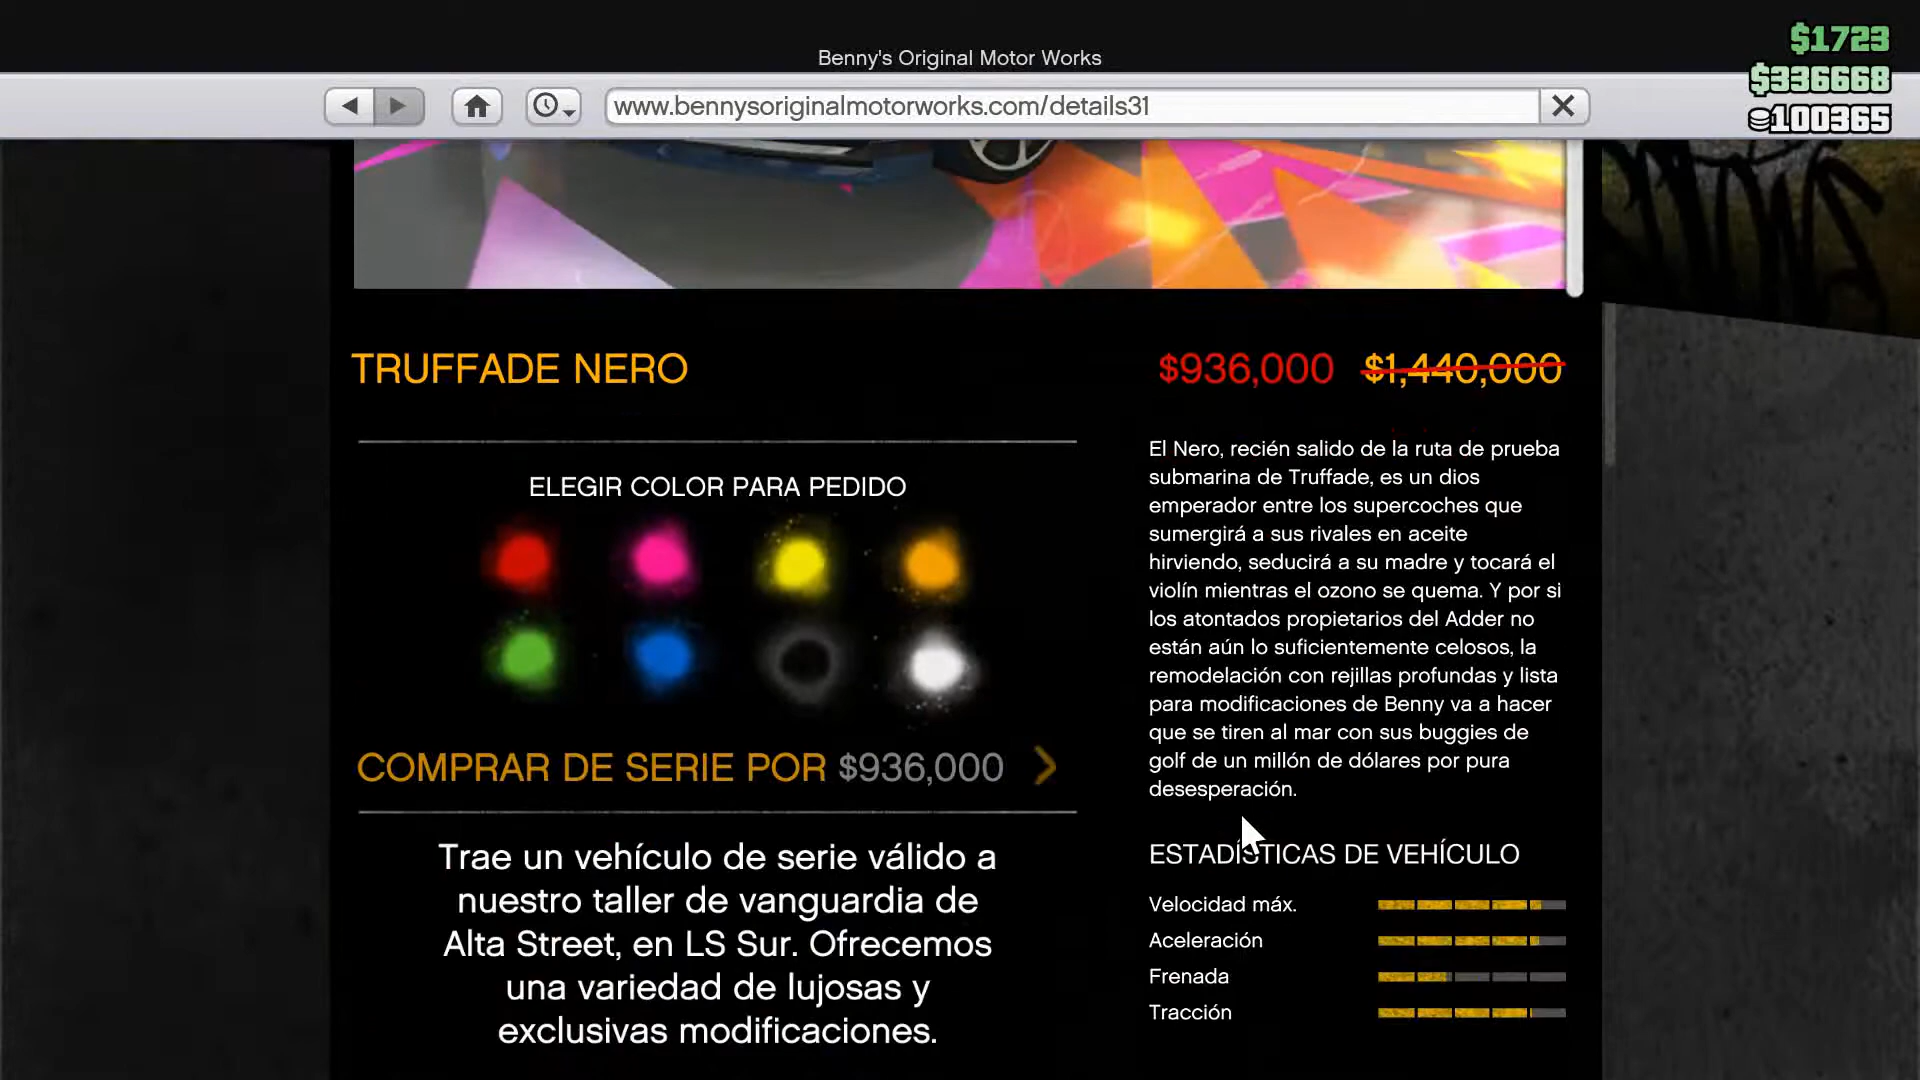 Benny's Original Motor Works
$1723
$336668
100365
www.bennysoriginalmotorworks.com/details31
TRUFFADE NERO
$936,000 $1,440,000
ELEGIR COLOR PARA PEDIDO
COMPRAR DE SERIE POR $936,000
Trae un vehículo de serie válido a
nuestro taller de vanguardia de
Alta Street, en LS Sur. Ofrecemos
una variedad de lujosas y
exclusivas modificaciones.
El Nero, recién salido de la ruta de prueba
submarina de Truffade, es un dios
emperador entre los supercoches que
sumergirá a sus rivales en aceite
hirviendo, seducirá a su madre y tocará el
violín mientras el ozono se quema. Y por si
los atontados propietarios del Adder no
están aún lo suficientemente celosos, la
remodelación con rejillas profundas y lista
para modificaciones de Benny va a hacer
que se tiren al mar con sus buggies de
golf de un millón de dólares por pura
desesperación.
ESTADÍSTICAS DE VEHÍCULO
Velocidad máx.
Aceleración
Frenada
Tracción